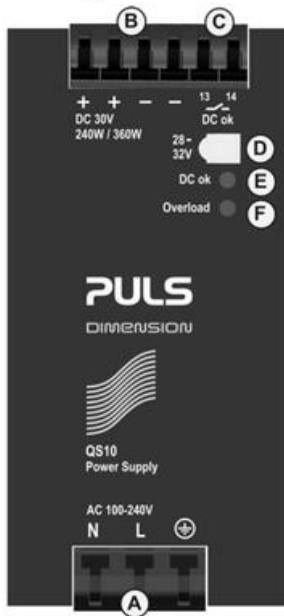 B C
+ + − − 13 14
DC 30V DC ok
240W / 360W
28–
32V D
DC ok E
Overload F
PULS
DIMENSION
QS10
Power Supply
AC 100-240V
N L
A